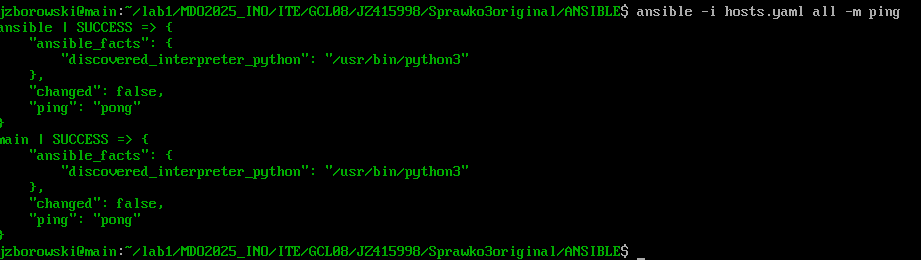 jzborowski@main:~/lab1/MDO2025_INO/ITE/GCL08/JZ415998/Sprawko3original/ANSIBLE$ ansible -i hosts.yaml all -m ping
ansible | SUCCESS => {
    "ansible_facts": {
        "discovered_interpreter_python": "/usr/bin/python3"
    },
    "changed": false,
    "ping": "pong"
}
main | SUCCESS => {
    "ansible_facts": {
        "discovered_interpreter_python": "/usr/bin/python3"
    },
    "changed": false,
    "ping": "pong"
}
jzborowski@main:~/lab1/MDO2025_INO/ITE/GCL08/JZ415998/Sprawko3original/ANSIBLE$ _